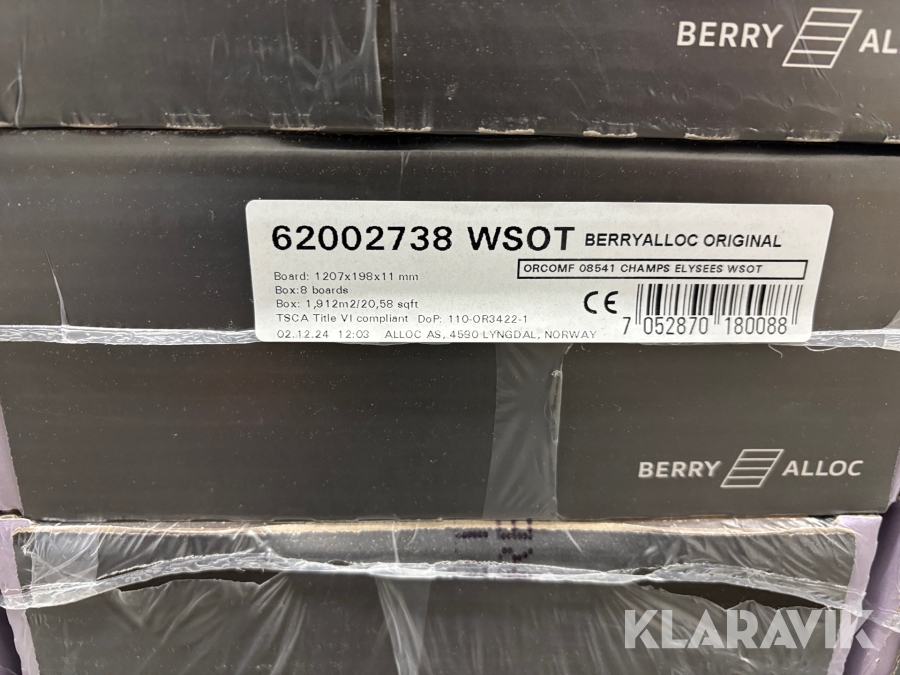 BERRY ALLOC
62002738 WSOT BERRYALLOC ORIGINAL
ORCOMF 08541 CHAMPS ELYSEES WSOT
Board: 1207x198x11 mm
Box:8 boards
Box: 1,912m2/20,58 sqft
TSCA Title VI compliant DoP: 110-OR3422-1
02.12.24 12:03 ALLOC AS, 4590 LYNGDAL, NORWAY
CE
7 052870 180088
BERRY ALLOC
KLARAVIK